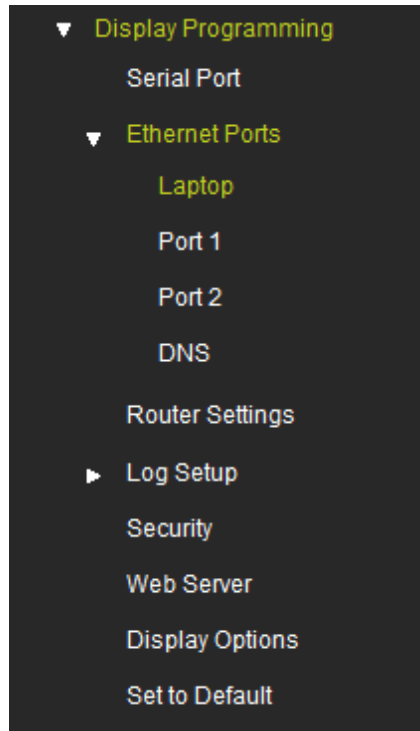 Display Programming
Serial Port
Ethernet Ports
Laptop
Port 1
Port 2
DNS
Router Settings
Log Setup
Security
Web Server
Display Options
Set to Default